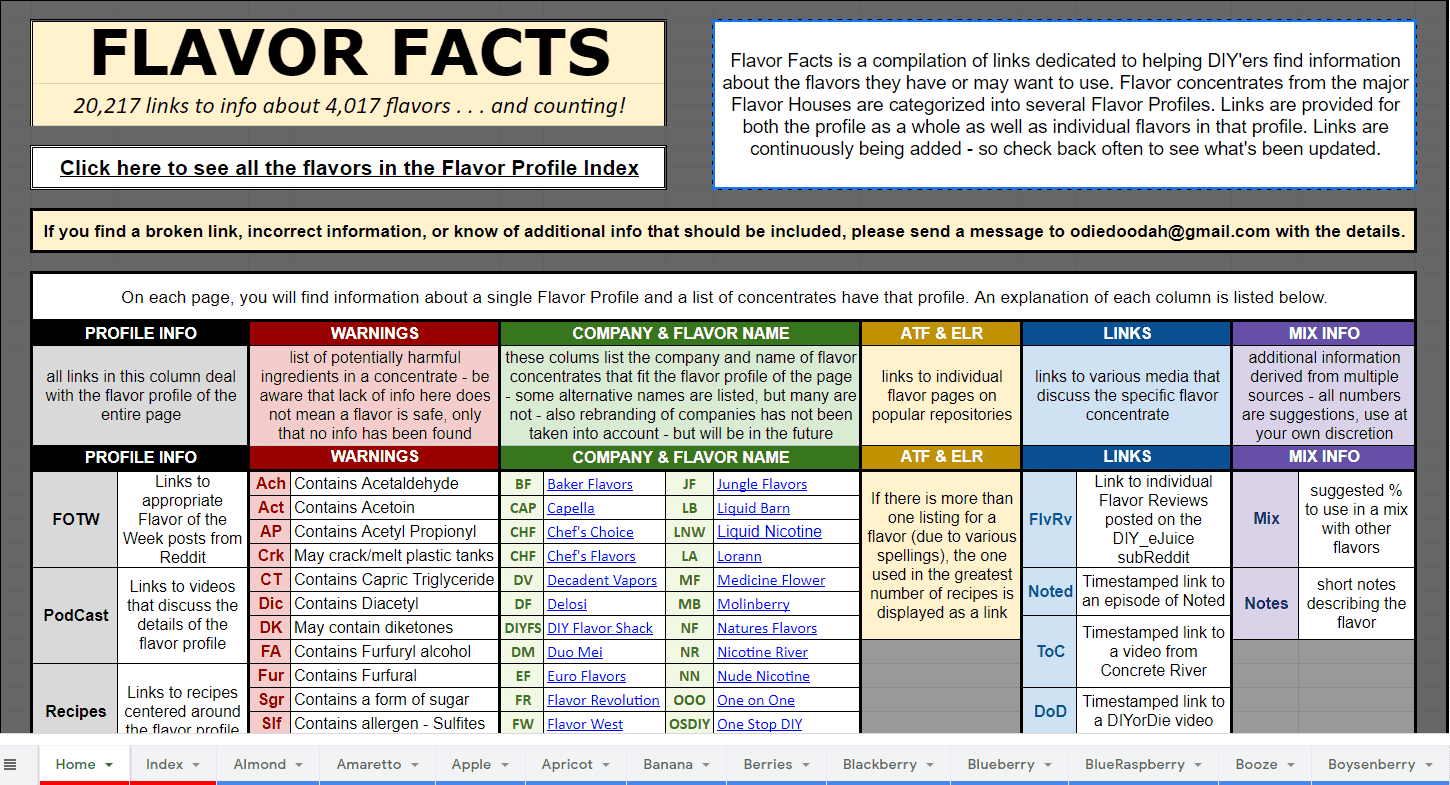 FLAVOR FACTS
20,217 links to info about 4,017 flavors . . . and counting!
Click here to see all the flavors in the Flavor Profile Index
Flavor Facts is a compilation of links dedicated to helping DIY'ers find information
about the flavors they have or may want to use. Flavor concentrates from the major
Flavor Houses are categorized into several Flavor Profiles. Links are provided for
both the profile as a whole as well as individual flavors in that profile. Links are
continuously being added - so check back often to see what's been updated.
If you find a broken link, incorrect information, or know of additional info that should be included, please send a message to odiedoodah@gmail.com with the details.
On each page, you will find information about a single Flavor Profile and a list of concentrates have that profile. An explanation of each column is listed below.
PROFILE INFO
all links in this column deal
with the flavor profile of the
entire page
WARNINGS
list of potentially harmful
ingredients in a concentrate - be
aware that lack of info here does
not mean a flavor is safe, only
that no info has been found
COMPANY & FLAVOR NAME
these colums list the company and name of flavor
concentrates that fit the flavor profile of the page
- some alternative names are listed, but many are
not - also rebranding of companies has not been
taken into account - but will be in the future
ATF & ELR
links to individual
flavor pages on
popular repositories
LINKS
links to various media that
discuss the specific flavor
concentrate
MIX INFO
additional information
derived from multiple
sources - all numbers
are suggestions, use at
your own discretion
PROFILE INFO
FOTW
Links to
appropriate
Flavor of the
Week posts from
Reddit
PodCast
Links to videos
that discuss the
details of the
flavor profile
Recipes
Links to recipes
centered around
the flavor profile
WARNINGS
Ach Contains Acetaldehyde
Act Contains Acetoin
AP Contains Acetyl Propionyl
Crk May crack/melt plastic tanks
CT Contains Capric Triglyceride
Dic Contains Diacetyl
DK May contain diketones
FA Contains Furfuryl alcohol
Fur Contains Furfural
Sgr Contains a form of sugar
Slf Contains allergen - Sulfites
COMPANY & FLAVOR NAME
BF Baker Flavors JF Jungle Flavors
CAP Capella LB Liquid Barn
CHF Chef's Choice LNW Liquid Nicotine
CHF Chef's Flavors LA Lorann
DV Decadent Vapors MF Medicine Flower
DF Delosi MB Molinberry
DIYFS DIY Flavor Shack NF Natures Flavors
DM Duo Mei NR Nicotine River
EF Euro Flavors NN Nude Nicotine
FR Flavor Revolution OOO One on One
FW Flavor West OSDIY One Stop DIY
ATF & ELR
If there is more than
one listing for a
flavor (due to various
spellings), the one
used in the greatest
number of recipes is
displayed as a link
LINKS
FlvRv
Link to individual
Flavor Reviews
posted on the
DIY_eJuice
subReddit
Noted
Timestamped link to
an episode of Noted
ToC
Timestamped link to
a video from
Concrete River
DoD
Timestamped link to
a DIYorDie video
MIX INFO
Mix
suggested %
to use in a mix
with other
flavors
Notes
short notes
describing the
flavor
Home Index Almond Amaretto Apple Apricot Banana Berries Blackberry Blueberry BlueRaspberry Booze Boysenberry